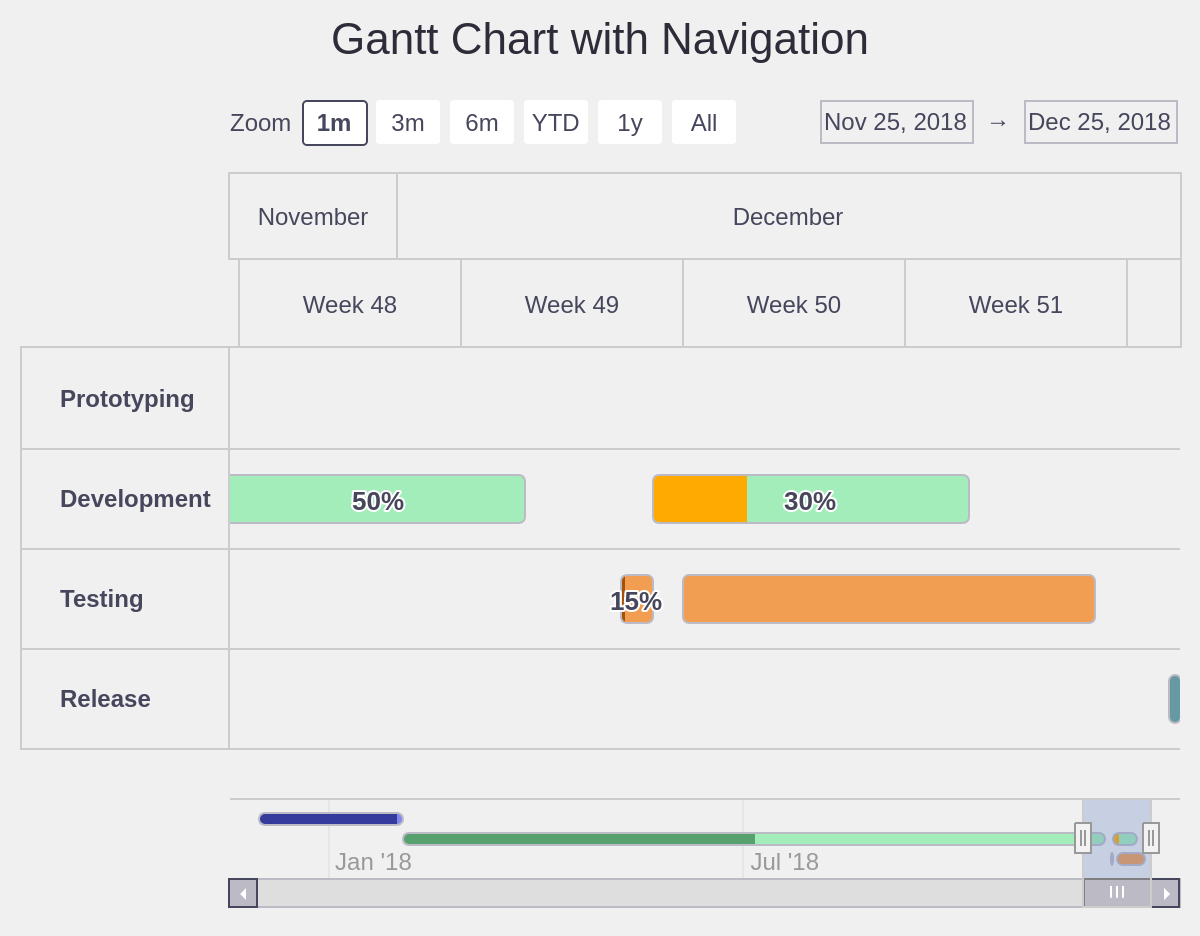 Gantt Chart with Navigation
Zoom 1m 3m 6m YTD 1y All Nov 25, 2018 → Dec 25, 2018
November December
Week 48 Week 49 Week 50 Week 51
Prototyping
Development 50% 30%
Testing 15%
Release
Jan '18 Jul '18